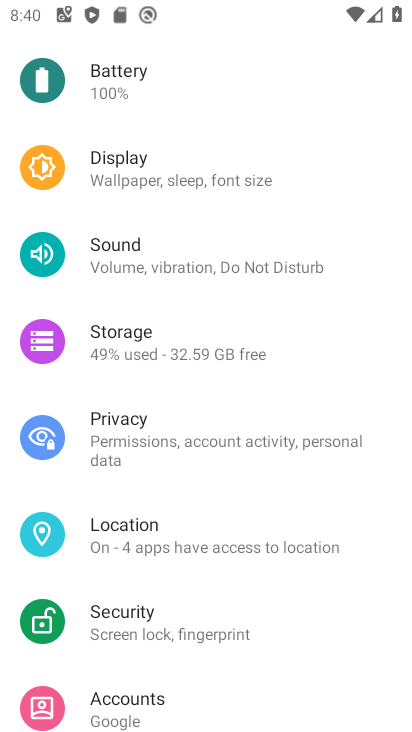 8:40
Battery
100%
Display
Wallpaper, sleep, font size
Sound
Volume, vibration, Do Not Disturb
Storage
49% used - 32.59 GB free
Privacy
Permissions, account activity, personal
data
Location
On - 4 apps have access to location
Security
Screen lock, fingerprint
Accounts
Google